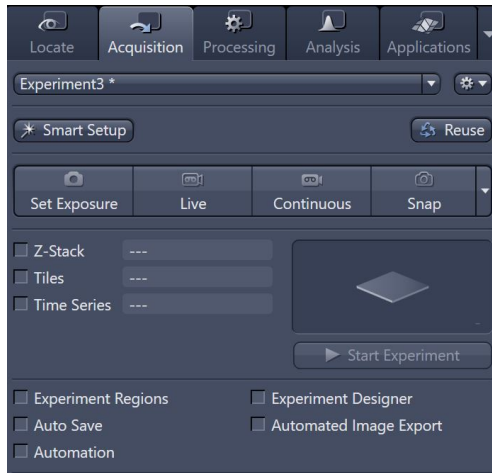 Locate Acquisition Processing Analysis Applications
Experiment3 *
Smart Setup Reuse
Set Exposure Live Continuous Snap
Z-Stack ---
Tiles ---
Time Series ---
Start Experiment
Experiment Regions Experiment Designer
Auto Save Automated Image Export
Automation